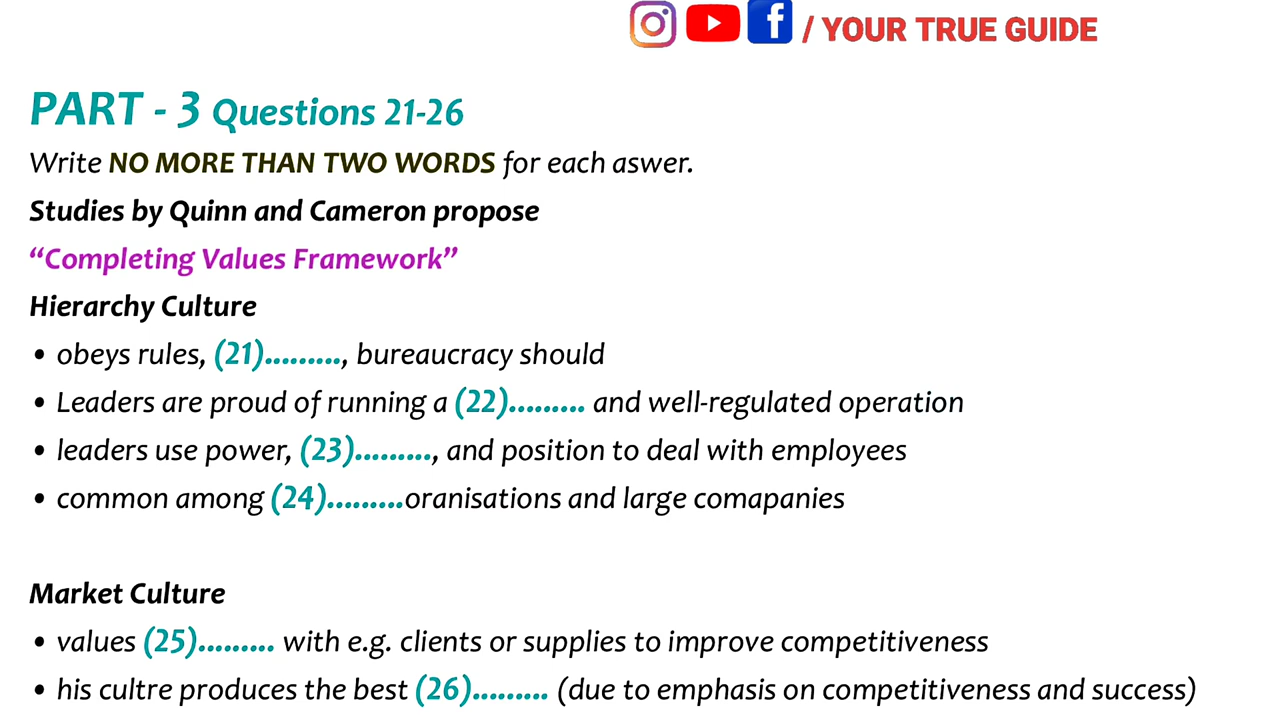 / YOUR TRUE GUIDE
PART - 3 Questions 21-26
Write NO MORE THAN TWO WORDS for each aswer.
Studies by Quinn and Cameron propose
“Completing Values Framework”
Hierarchy Culture
• obeys rules, (21)........., bureaucracy should
• Leaders are proud of running a (22)......... and well-regulated operation
• leaders use power, (23)........., and position to deal with employees
• common among (24).........oranisations and large comapanies
Market Culture
• values (25)......... with e.g. clients or supplies to improve competitiveness
• his cultre produces the best (26)......... (due to emphasis on competitiveness and success)